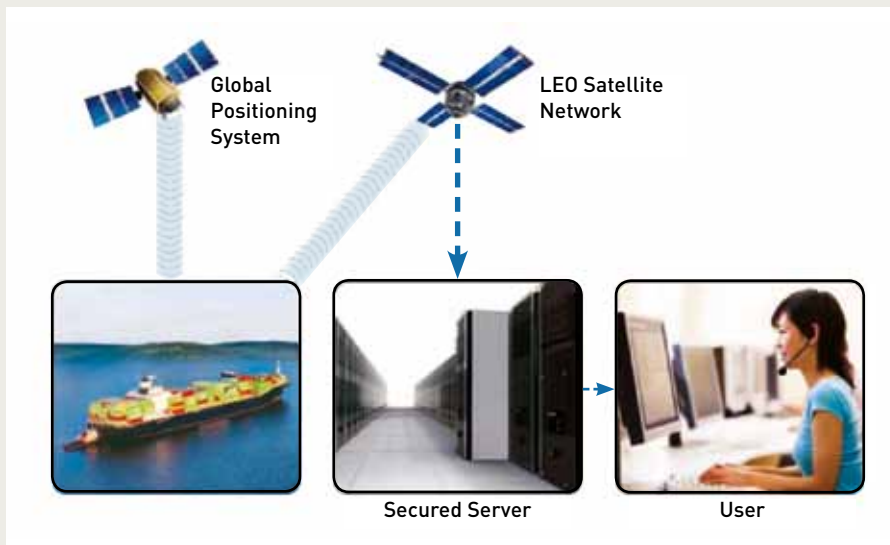 Global
Positioning
System
LEO Satellite
Network
Secured Server
User